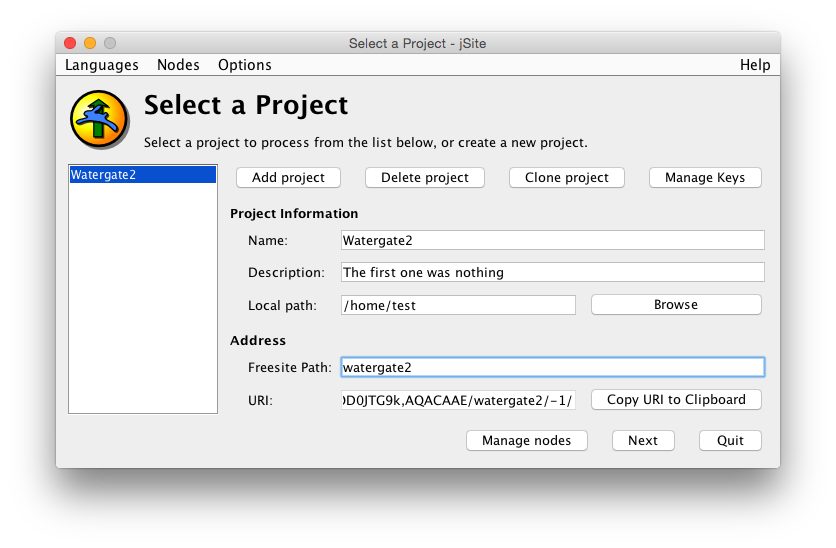 Select a Project - jSite
Languages Nodes Options Help
Select a Project
Select a project to process from the list below, or create a new project.
Watergate2
Add project Delete project Clone project Manage Keys
Project Information
Name: Watergate2
Description: The first one was nothing
Local path: /home/test Browse
Address
Freesite Path: watergate2
URI: D0JTG9k,AQACAAE/watergate2/-1/ Copy URI to Clipboard
Manage nodes Next Quit